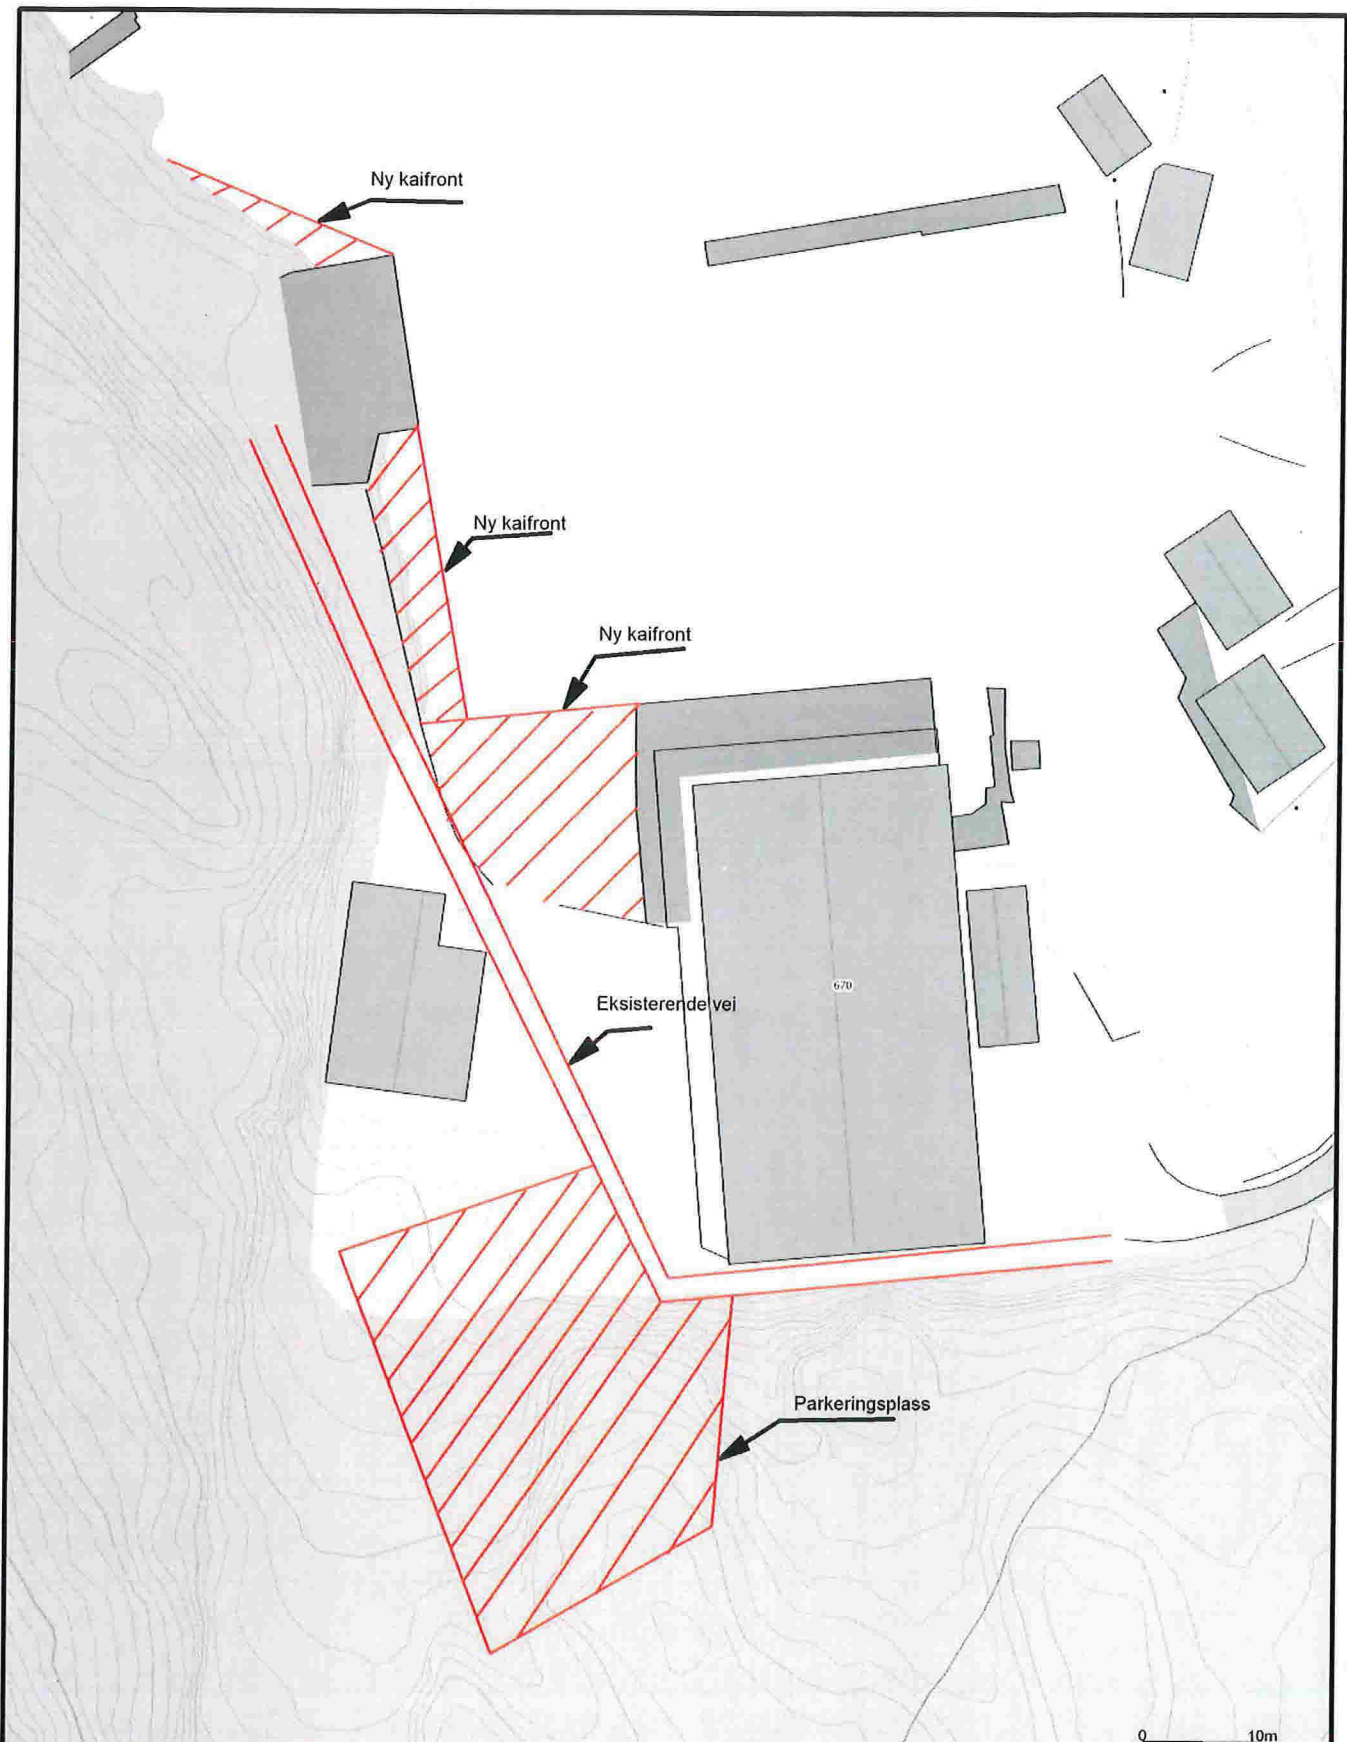 Ny kaifront
Ny kaifront
Ny kaifront
670
Eksisterende vei
Parkeringsplass
0 10m